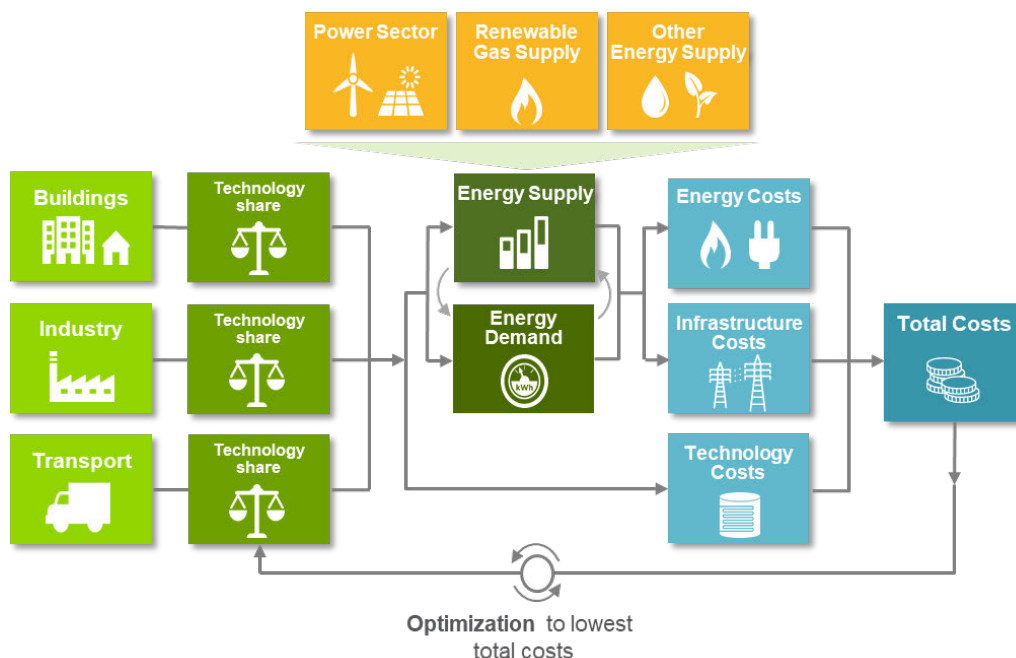 Power Sector
Renewable
Gas Supply
Other
Energy Supply
Buildings
Technology
share
Energy Supply
Energy Costs
Industry
Technology
share
Energy
Demand
kWh
Infrastructure
Costs
Total Costs
Transport
Technology
share
Technology
Costs
Optimization to lowest
total costs